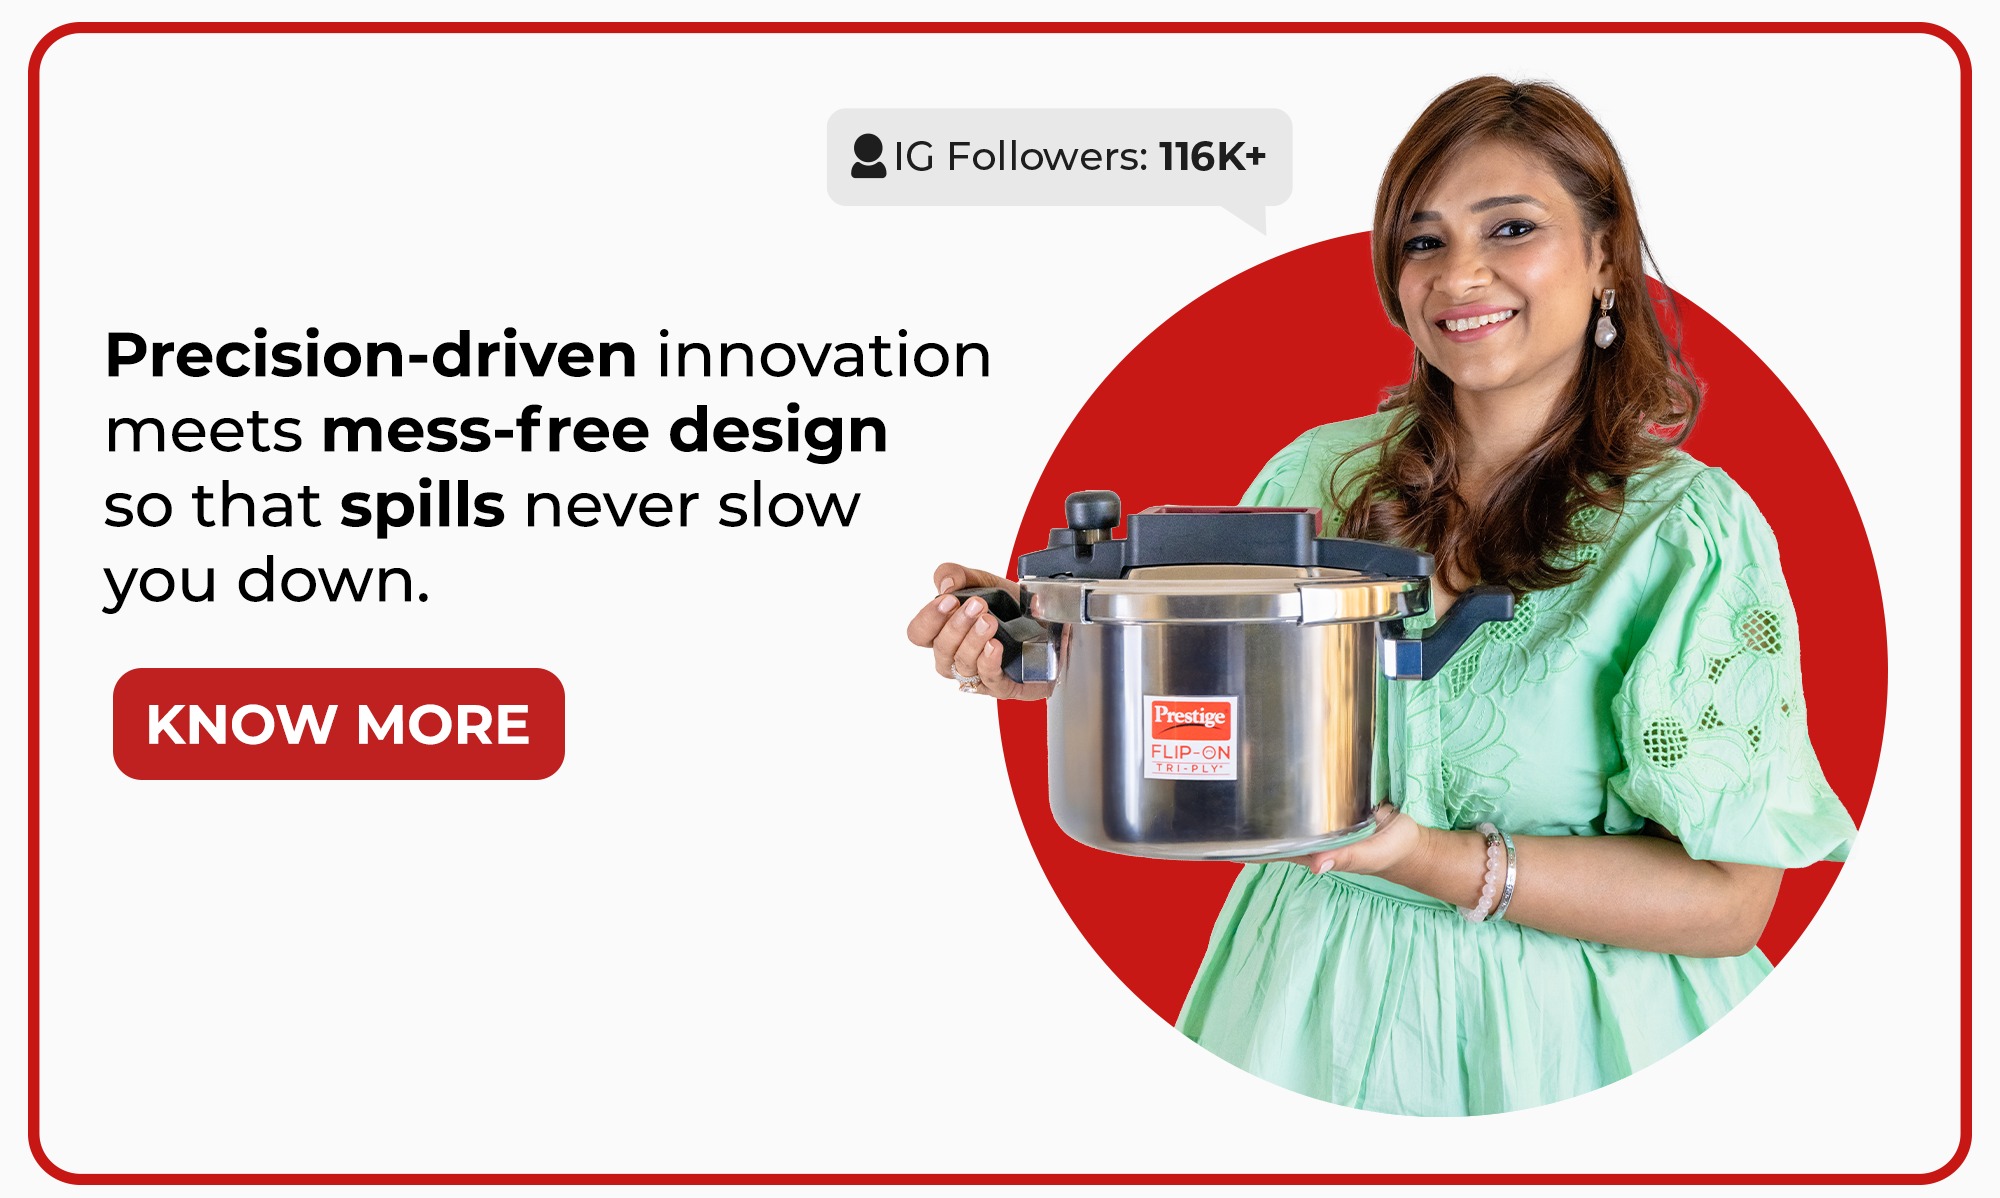 IG Followers: 116K+
Precision-driven innovation
meets mess-free design
so that spills never slow
you down.
KNOW MORE
Prestige
FLIP-ON
TRI-PLY